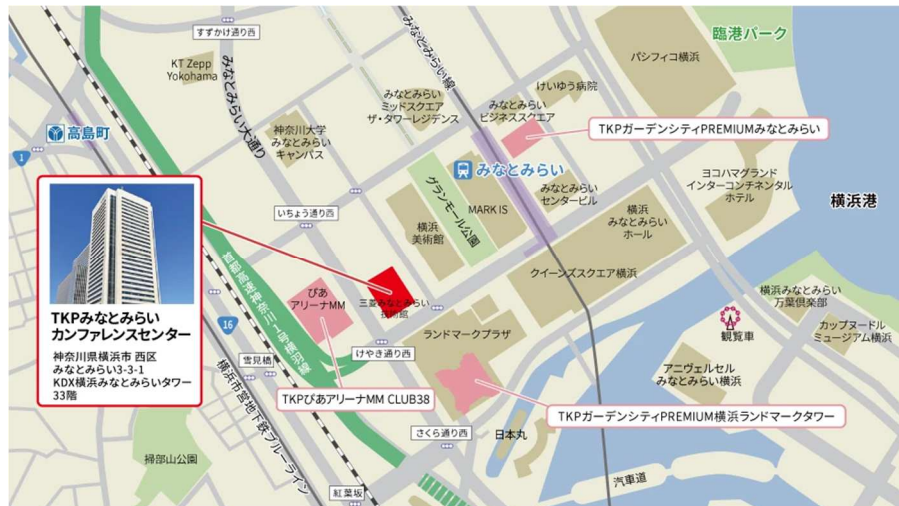 すずかけ通り西
KT Zepp
Yokohama
みなとみらい大通り
高島町
1
神奈川大学
みなとみらい
キャンパス
みなとみらい
ミッドスクエア
ザ・タワーレジデンス
みなとみらい線
みなとみらい
ビジネススクエア
けいゆう病院
パシフィコ横浜
臨港パーク
TKPガーデンシティPREMIUMみなとみらい
みなとみらい
グランモール公園
MARK IS
みなとみらい
センタービル
横浜
みなとみらい
ホール
ヨコハマグランド
インターコンチネンタル
ホテル
横浜港
いちょう通り西
横浜
美術館
クイーンズスクエア横浜
TKPみなとみらい
カンファレンスセンター
神奈川県横浜市 西区
みなとみらい3-3-1
KDX横浜みなとみらいタワー
33階
首都高速神奈川1号横羽線
ぴあ
アリーナMM
三菱みなとみらい
技術館
16
雪見橋
けやき通り西
ランドマークプラザ
横浜みなとみらい
万葉倶楽部
観覧車
カップヌードル
ミュージアム横浜
アニヴェルセル
みなとみらい横浜
TKPぴあアリーナMM CLUB38
TKPガーデンシティPREMIUM横浜ランドマークタワー
さくら通り西
日本丸
横浜市営地下鉄ブルーライン
掃部山公園
紅葉坂
汽車道